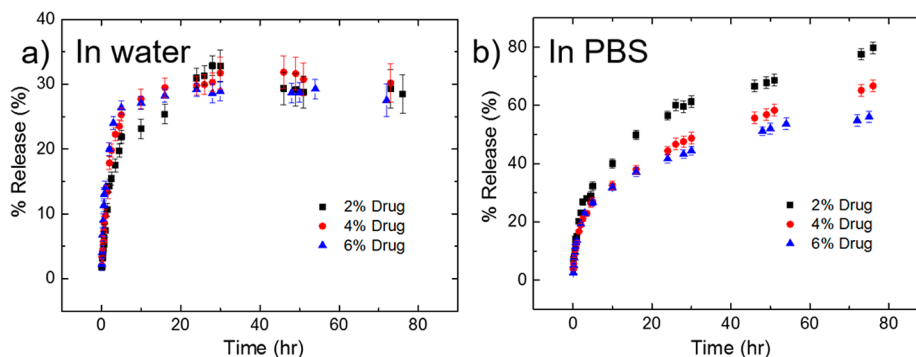 a) In water
% Release (%)
40
30
20
10
0
2% Drug
4% Drug
6% Drug
0 20 40 60 80
Time (hr)
b) In PBS
% Release (%)
100
80
60
40
20
0
2% Drug
4% Drug
6% Drug
0 20 40 60 80
Time (hr)